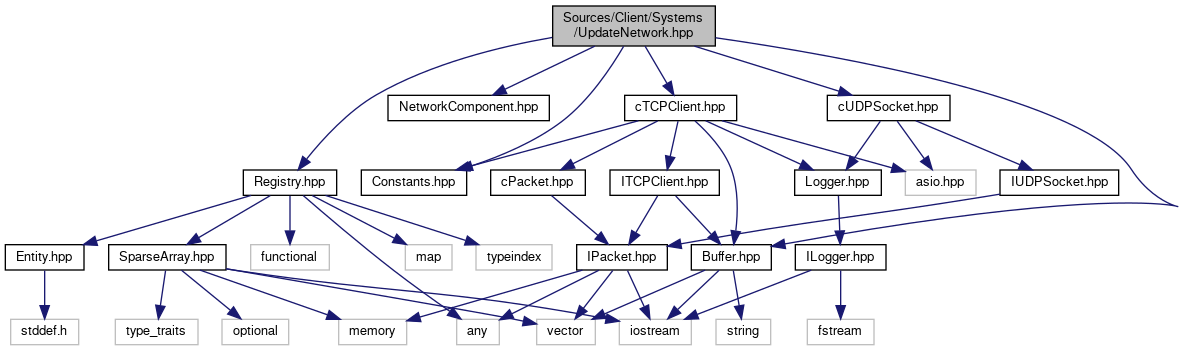 Sources/Client/Systems
/UpdateNetwork.hpp
NetworkComponent.hpp
cTCPClient.hpp
cUDPSocket.hpp
Registry.hpp
Constants.hpp
cPacket.hpp
ITCPClient.hpp
Logger.hpp
asio.hpp
IUDPSocket.hpp
Entity.hpp
SparseArray.hpp
functional
map
typeindex
IPacket.hpp
Buffer.hpp
ILogger.hpp
stddef.h
type_traits
optional
memory
any
vector
iostream
string
fstream